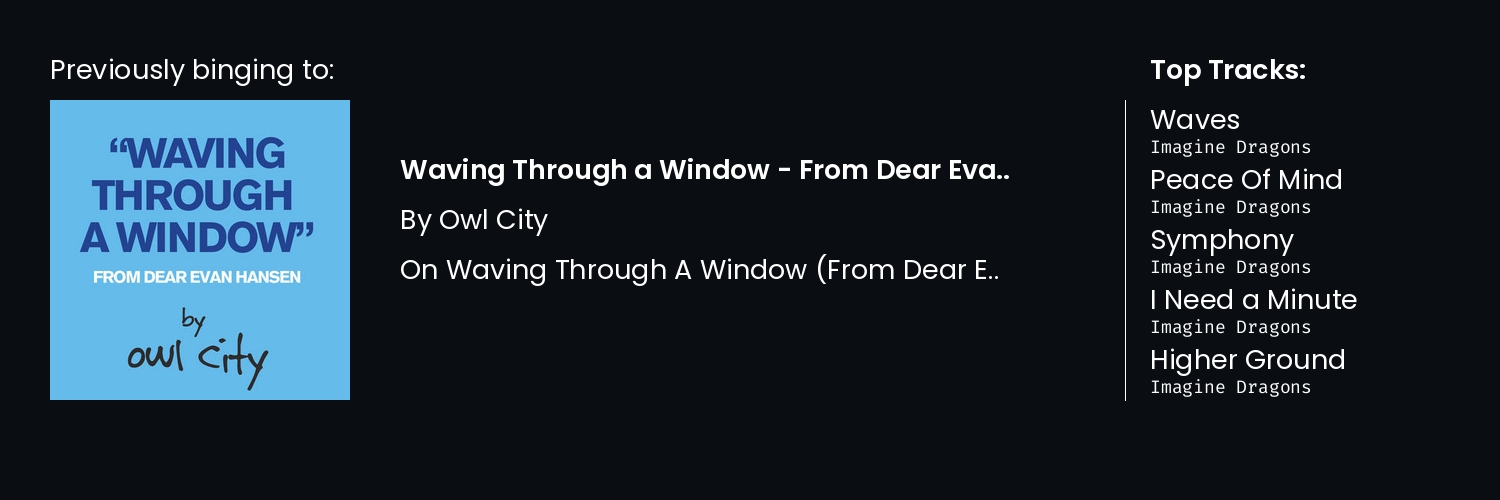 Previously binging to:
“WAVING
THROUGH
A WINDOW”
FROM DEAR EVAN HANSEN
by
owl city
Waving Through a Window - From Dear Eva..
By Owl City
On Waving Through A Window (From Dear E..
Top Tracks:
Waves
Imagine Dragons
Peace Of Mind
Imagine Dragons
Symphony
Imagine Dragons
I Need a Minute
Imagine Dragons
Higher Ground
Imagine Dragons